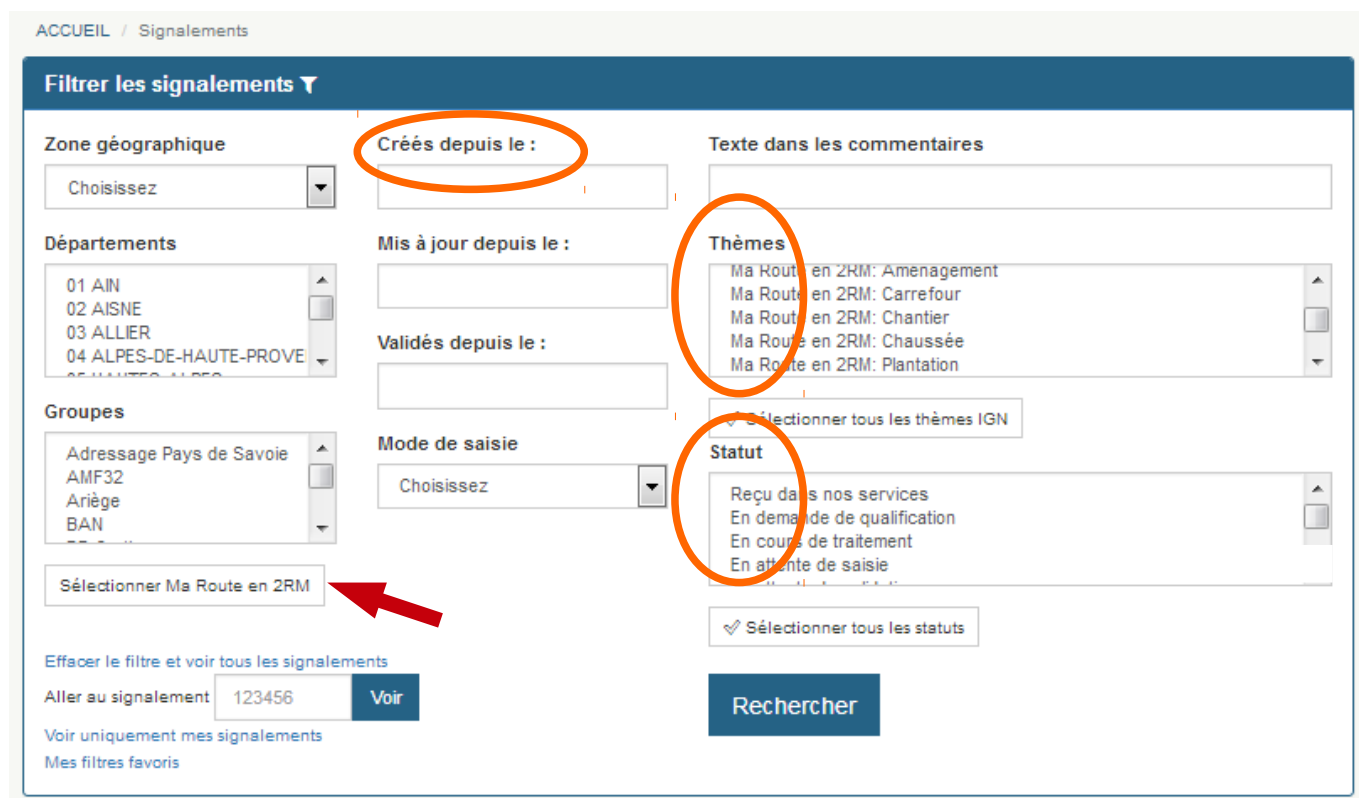 ACCUEIL / Signalements
Filtrer les signalements
Zone géographique
Choisissez
Départements
01 AIN
02 AISNE
03 ALLIER
04 ALPES-DE-HAUTE-PROVE
Groupes
Adressage Pays de Savoie
AMF32
Ariège
BAN
Sélectionner Ma Route en 2RM
Créés depuis le :
Mis à jour depuis le :
Validés depuis le :
Mode de saisie
Choisissez
Texte dans les commentaires
Thèmes
Ma Route en 2RM: Aménagement
Ma Route en 2RM: Carrefour
Ma Route en 2RM: Chantier
Ma Route en 2RM: Chaussée
Ma Route en 2RM: Plantation
Sélectionner tous les thèmes IGN
Statut
Reçu dans nos services
En demande de qualification
En cours de traitement
En attente de saisie
Sélectionner tous les statuts
Effacer le filtre et voir tous les signalements
Aller au signalement 123456 Voir
Voir uniquement mes signalements
Mes filtres favoris
Rechercher